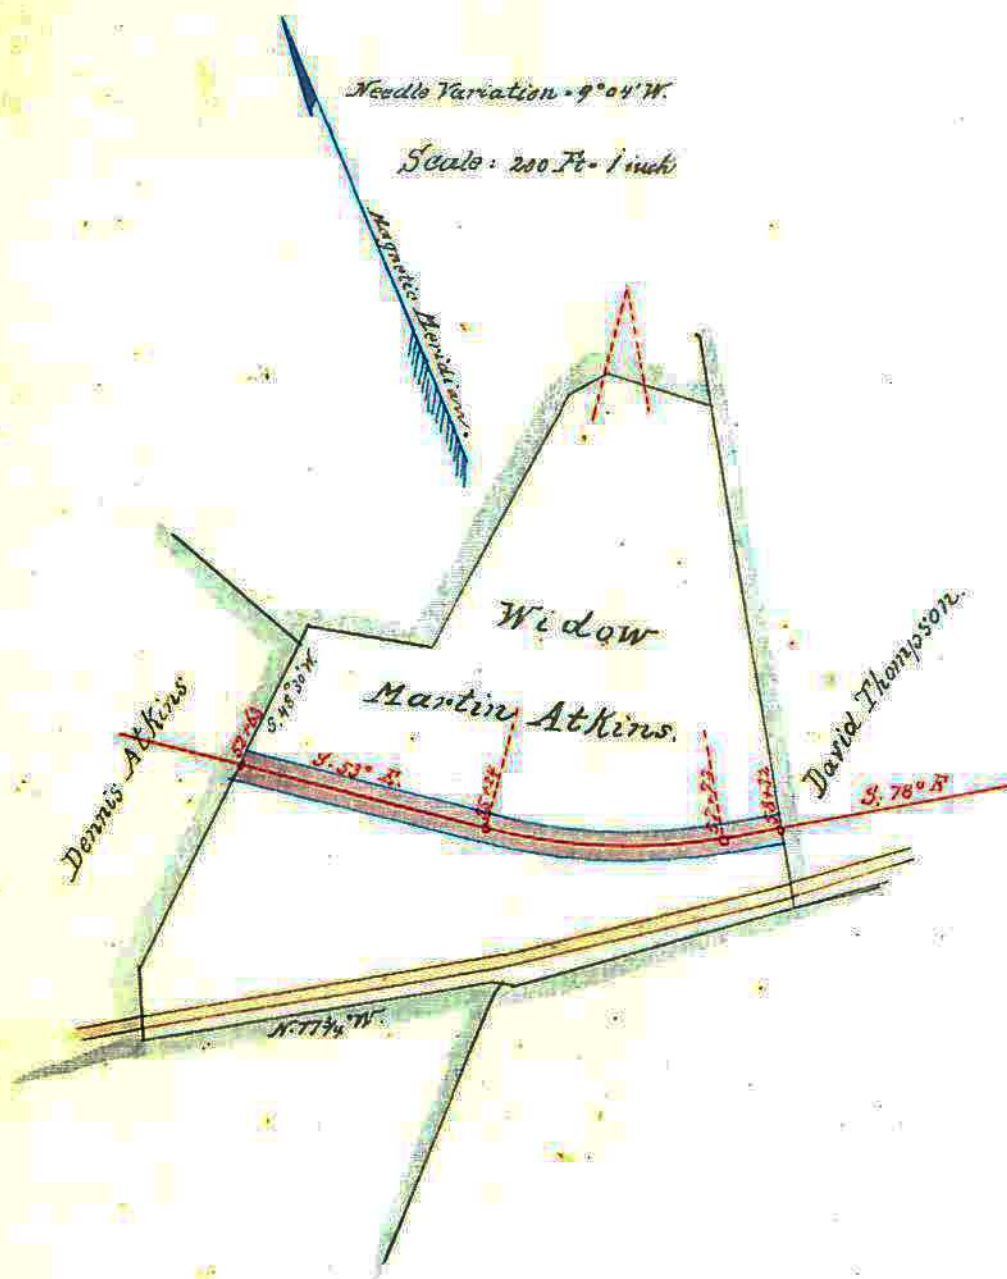 Needle Variation = 9° 04' W.
Scale: 200 Ft = 1 inch
Magnetic Meridian.
Widow
Martin Atkins.
Dennis Atkins
David Thompson.
S. 48° 30' W
S. 53° E.
S. 78° E
N. 77¾° W.